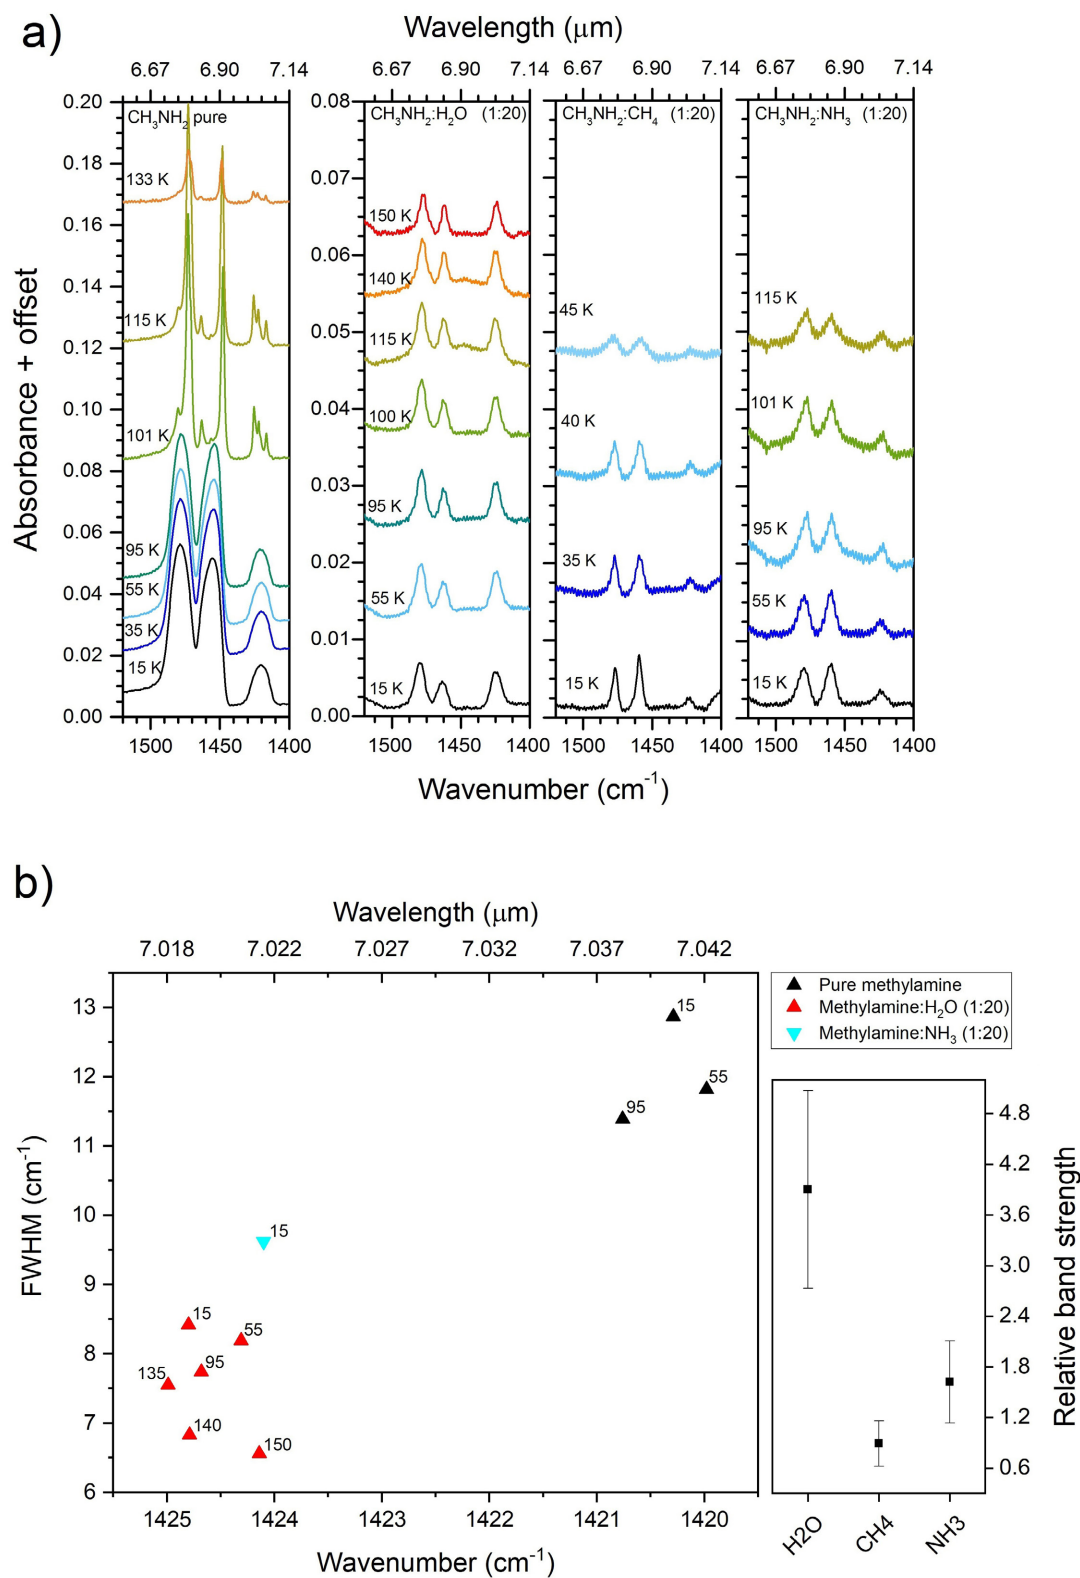 a)
Wavelength (μm)
6.67 6.90 7.14 6.67 6.90 7.14 6.67 6.90 7.14 6.67 6.90 7.14
Absorbance + offset
0.20
0.18
0.16
0.14
0.12
0.10
0.08
0.06
0.04
0.02
0.00
CH₃NH₂ pure
133 K
115 K
101 K
95 K
55 K
35 K
15 K
1500 1450 1400
0.08
0.07
0.06
0.05
0.04
0.03
0.02
0.01
0.00
CH₃NH₂:H₂O (1:20)
150 K
140 K
115 K
100 K
95 K
55 K
15 K
1500 1450 1400
CH₃NH₂:CH₄ (1:20)
45 K
40 K
35 K
15 K
1500 1450 1400
CH₃NH₂:NH₃ (1:20)
115 K
101 K
95 K
55 K
15 K
1500 1450 1400
Wavenumber (cm⁻¹)
b)
Wavelength (μm)
7.018 7.022 7.027 7.032 7.037 7.042
FWHM (cm⁻¹)
13
12
11
10
9
8
7
6
15
55
95
15
15
55
95
135
140
150
1425 1424 1423 1422 1421 1420
Wavenumber (cm⁻¹)
Pure methylamine
Methylamine:H₂O (1:20)
Methylamine:NH₃ (1:20)
4.8
4.2
3.6
3.0
2.4
1.8
1.2
0.6
Relative band strength
H2O CH4 NH3